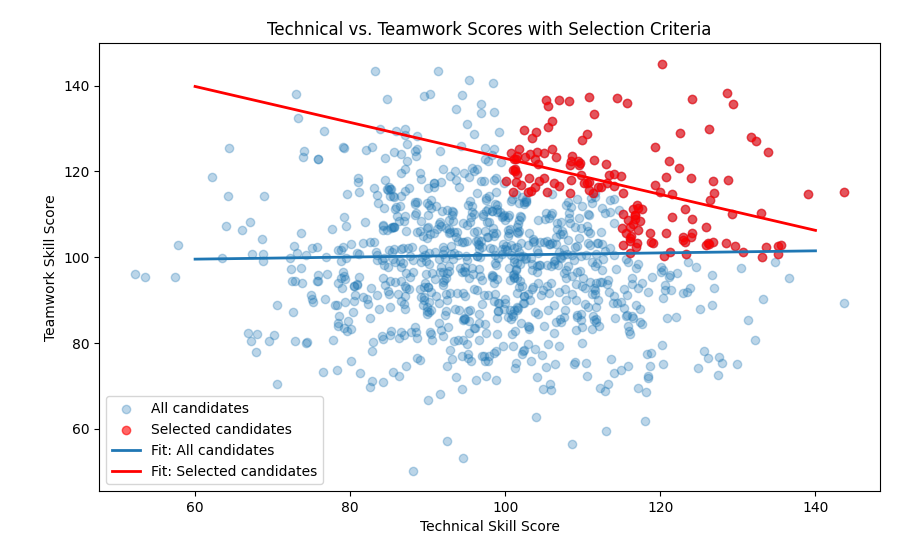 Technical vs. Teamwork Scores with Selection Criteria
Teamwork Skill Score
140
120
100
80
60
60
80
100
120
140
Technical Skill Score
All candidates
Selected candidates
Fit: All candidates
Fit: Selected candidates